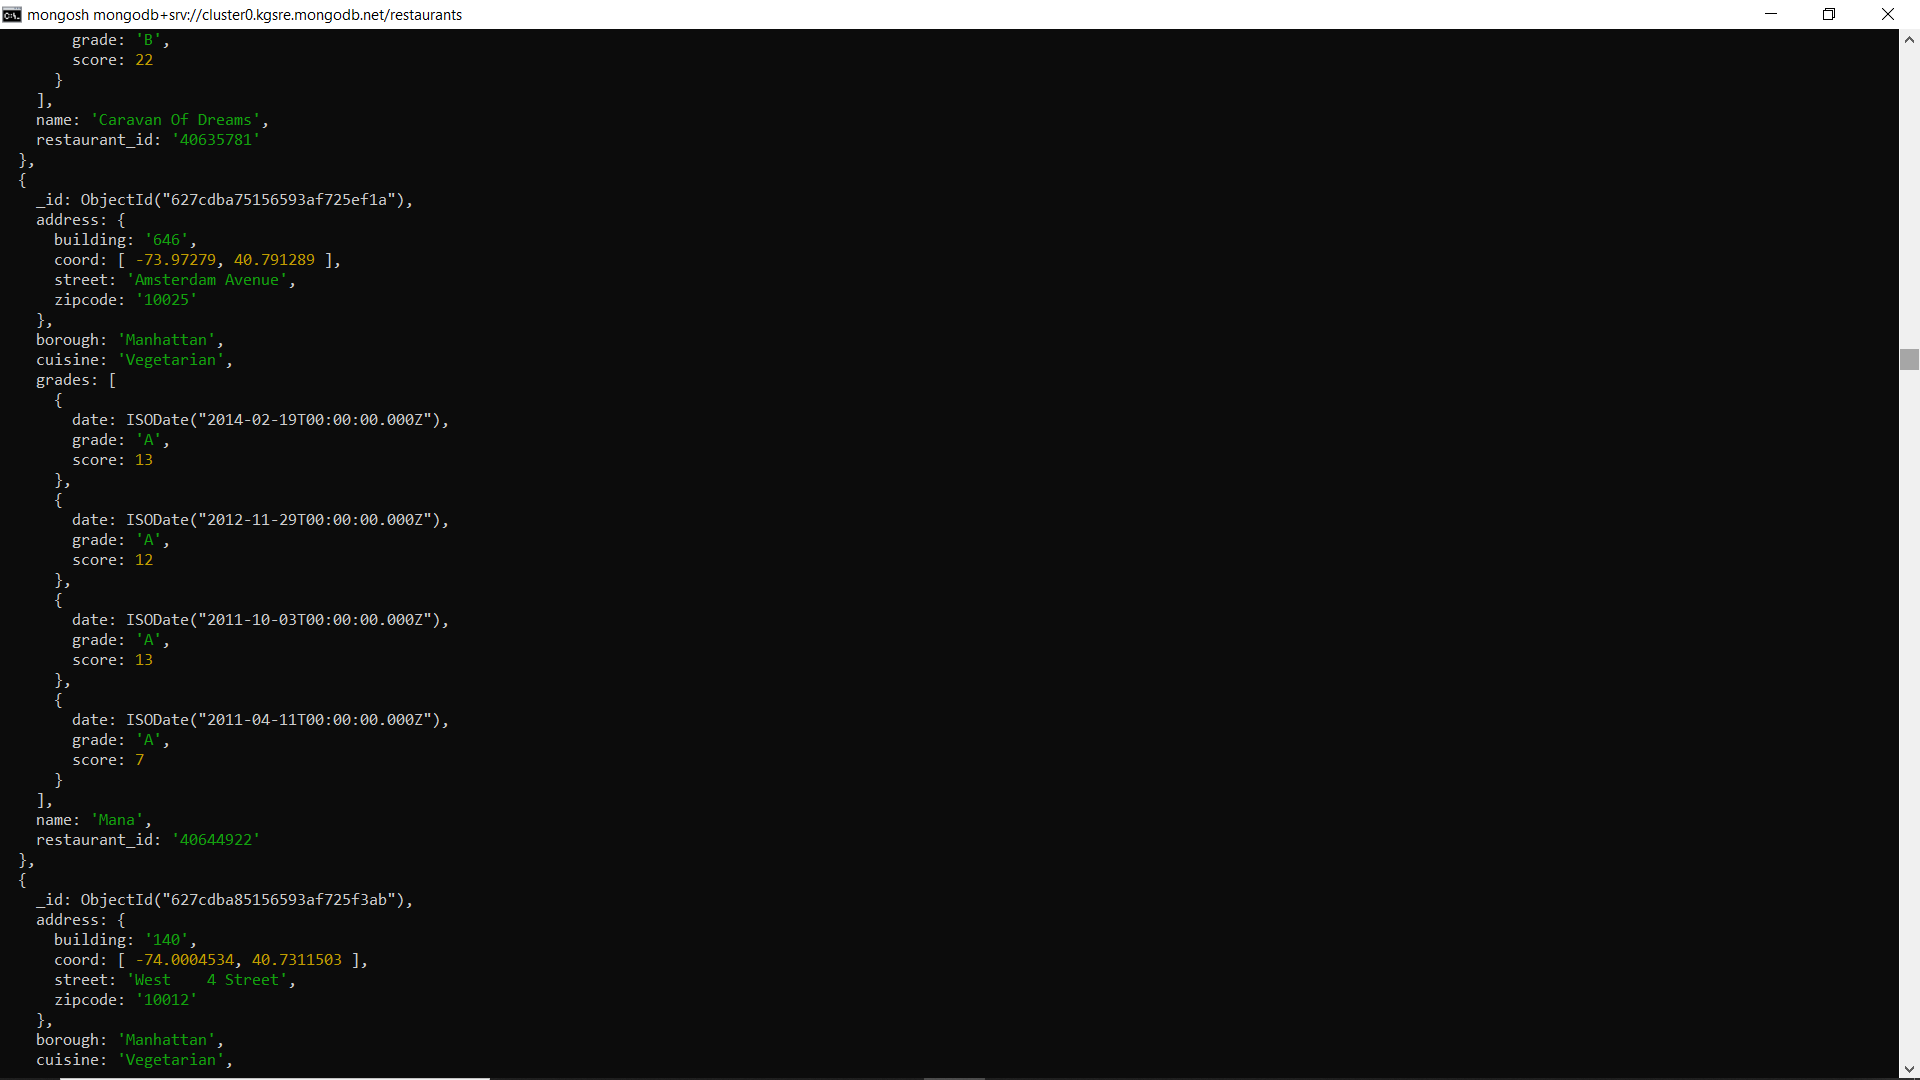 mongosh mongodb+srv://cluster0.kgsre.mongodb.net/restaurants
      grade: 'B',
      score: 22
    }
  ],
  name: 'Caravan Of Dreams',
  restaurant_id: '40635781'
},
{
  _id: ObjectId("627cdba75156593af725ef1a"),
  address: {
    building: '646',
    coord: [ -73.97279, 40.791289 ],
    street: 'Amsterdam Avenue',
    zipcode: '10025'
  },
  borough: 'Manhattan',
  cuisine: 'Vegetarian',
  grades: [
    {
      date: ISODate("2014-02-19T00:00:00.000Z"),
      grade: 'A',
      score: 13
    },
    {
      date: ISODate("2012-11-29T00:00:00.000Z"),
      grade: 'A',
      score: 12
    },
    {
      date: ISODate("2011-10-03T00:00:00.000Z"),
      grade: 'A',
      score: 13
    },
    {
      date: ISODate("2011-04-11T00:00:00.000Z"),
      grade: 'A',
      score: 7
    }
  ],
  name: 'Mana',
  restaurant_id: '40644922'
},
{
  _id: ObjectId("627cdba85156593af725f3ab"),
  address: {
    building: '140',
    coord: [ -74.0004534, 40.7311503 ],
    street: 'West    4 Street',
    zipcode: '10012'
  },
  borough: 'Manhattan',
  cuisine: 'Vegetarian',